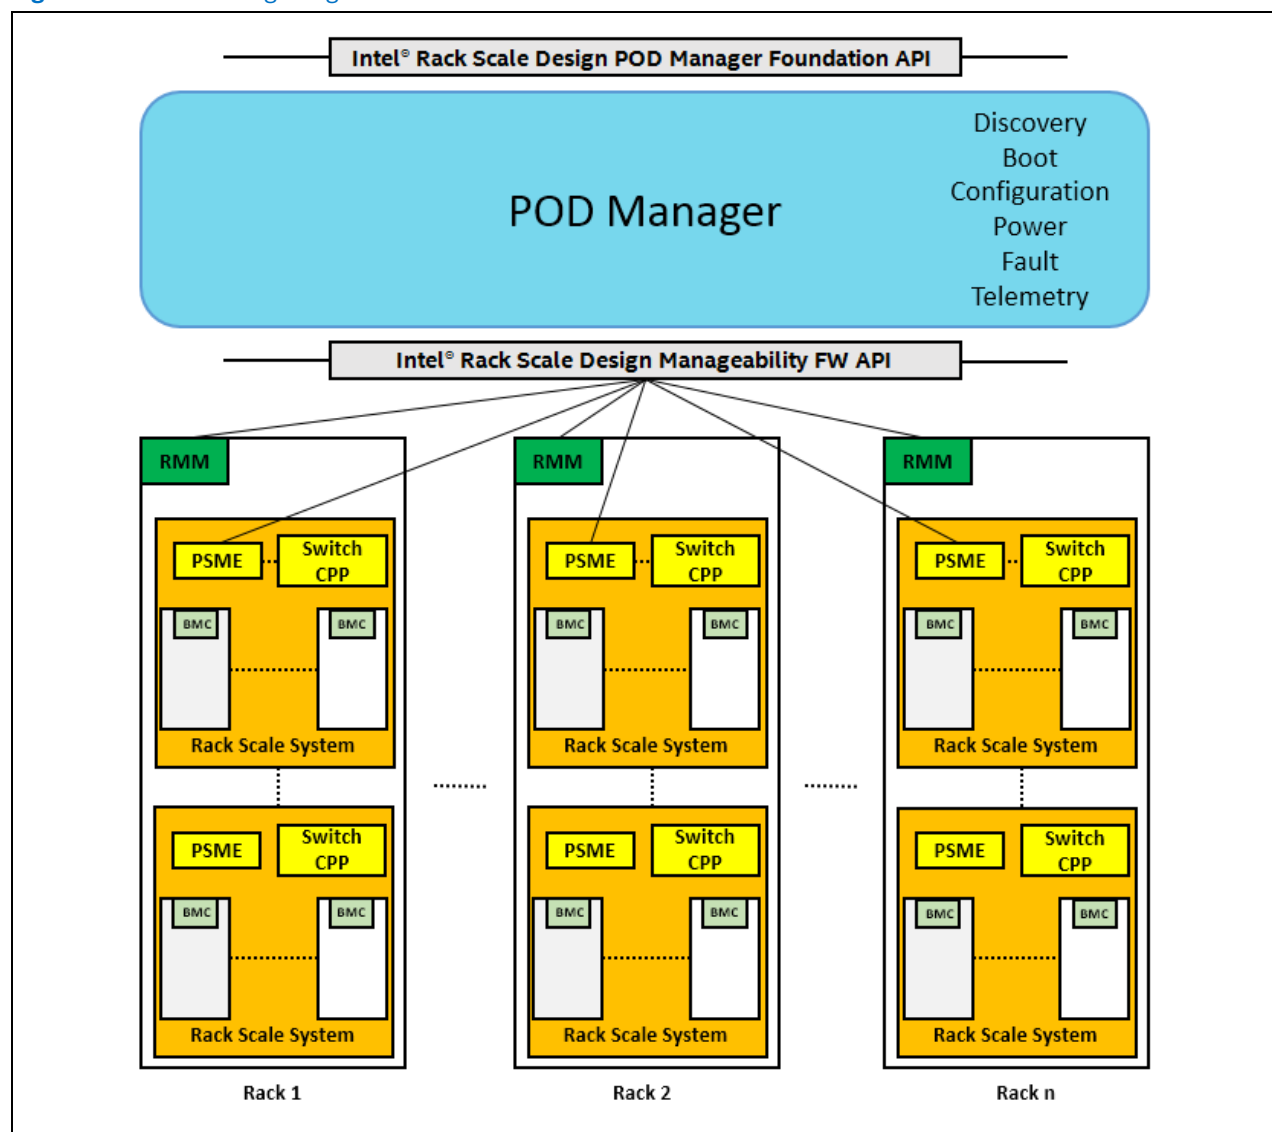 Intel® Rack Scale Design POD Manager Foundation API
POD Manager
Discovery
Boot
Configuration
Power
Fault
Telemetry
Intel® Rack Scale Design Manageability FW API
RMM
RMM
RMM
PSME
Switch
CPP
PSME
Switch
CPP
PSME
Switch
CPP
BMC
BMC
BMC
BMC
BMC
BMC
Rack Scale System
Rack Scale System
Rack Scale System
PSME
Switch
CPP
PSME
Switch
CPP
PSME
Switch
CPP
BMC
BMC
BMC
BMC
BMC
BMC
Rack Scale System
Rack Scale System
Rack Scale System
Rack 1
Rack 2
Rack n